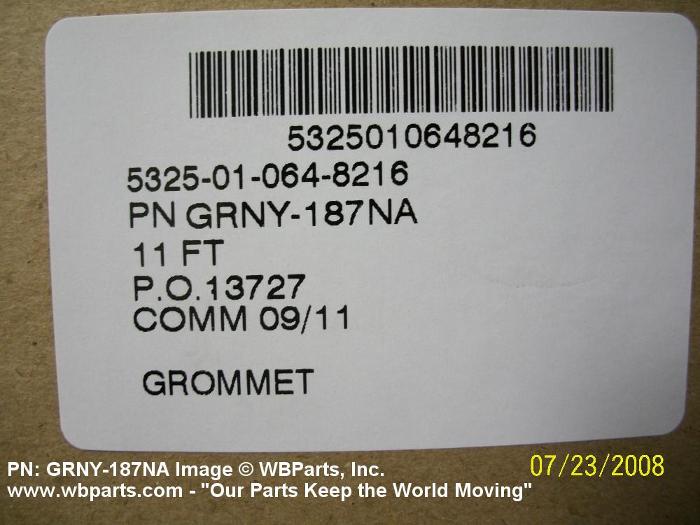 5325010648216
5325-01-064-8216
PN GRNY-187NA
11 FT
P.O.13727
COMM 09/11
GROMMET
PN: GRNY-187NA Image © WBParts, Inc.
07/23/2008
www.wbparts.com - "Our Parts Keep the World Moving"